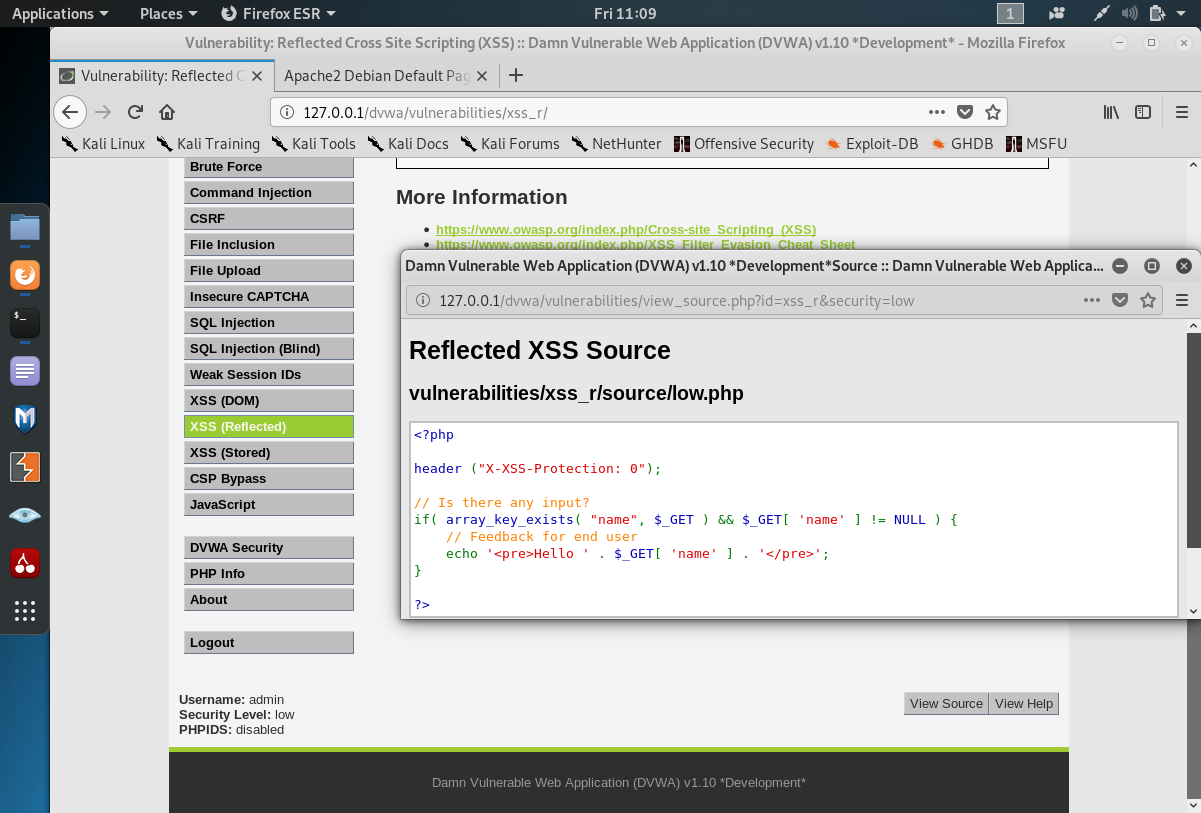 Applications Places Firefox ESR Fri 11:09 1
Vulnerability: Reflected Cross Site Scripting (XSS) :: Damn Vulnerable Web Application (DVWA) v1.10 *Development* - Mozilla Firefox
Vulnerability: Reflected C Apache2 Debian Default Pag
127.0.0.1/dvwa/vulnerabilities/xss_r/
Kali Linux Kali Training Kali Tools Kali Docs Kali Forums NetHunter Offensive Security Exploit-DB GHDB MSFU
Brute Force
Command Injection
CSRF
File Inclusion
File Upload
Insecure CAPTCHA
SQL Injection
SQL Injection (Blind)
Weak Session IDs
XSS (DOM)
XSS (Reflected)
XSS (Stored)
CSP Bypass
JavaScript
DVWA Security
PHP Info
About
Logout
More Information
https://www.owasp.org/index.php/Cross-site_Scripting_(XSS)
https://www.owasp.org/index.php/XSS_Filter_Evasion_Cheat_Sheet
Damn Vulnerable Web Application (DVWA) v1.10 *Development*Source :: Damn Vulnerable Web Applica...
127.0.0.1/dvwa/vulnerabilities/view_source.php?id=xss_r&security=low
Reflected XSS Source
vulnerabilities/xss_r/source/low.php
<?php
header ("X-XSS-Protection: 0");
// Is there any input?
if( array_key_exists( "name", $_GET ) && $_GET[ 'name' ] != NULL ) {
// Feedback for end user
echo '<pre>Hello ' . $_GET[ 'name' ] . '</pre>';
}
?>
Username: admin
Security Level: low
PHPIDS: disabled
View Source View Help
Damn Vulnerable Web Application (DVWA) v1.10 *Development*